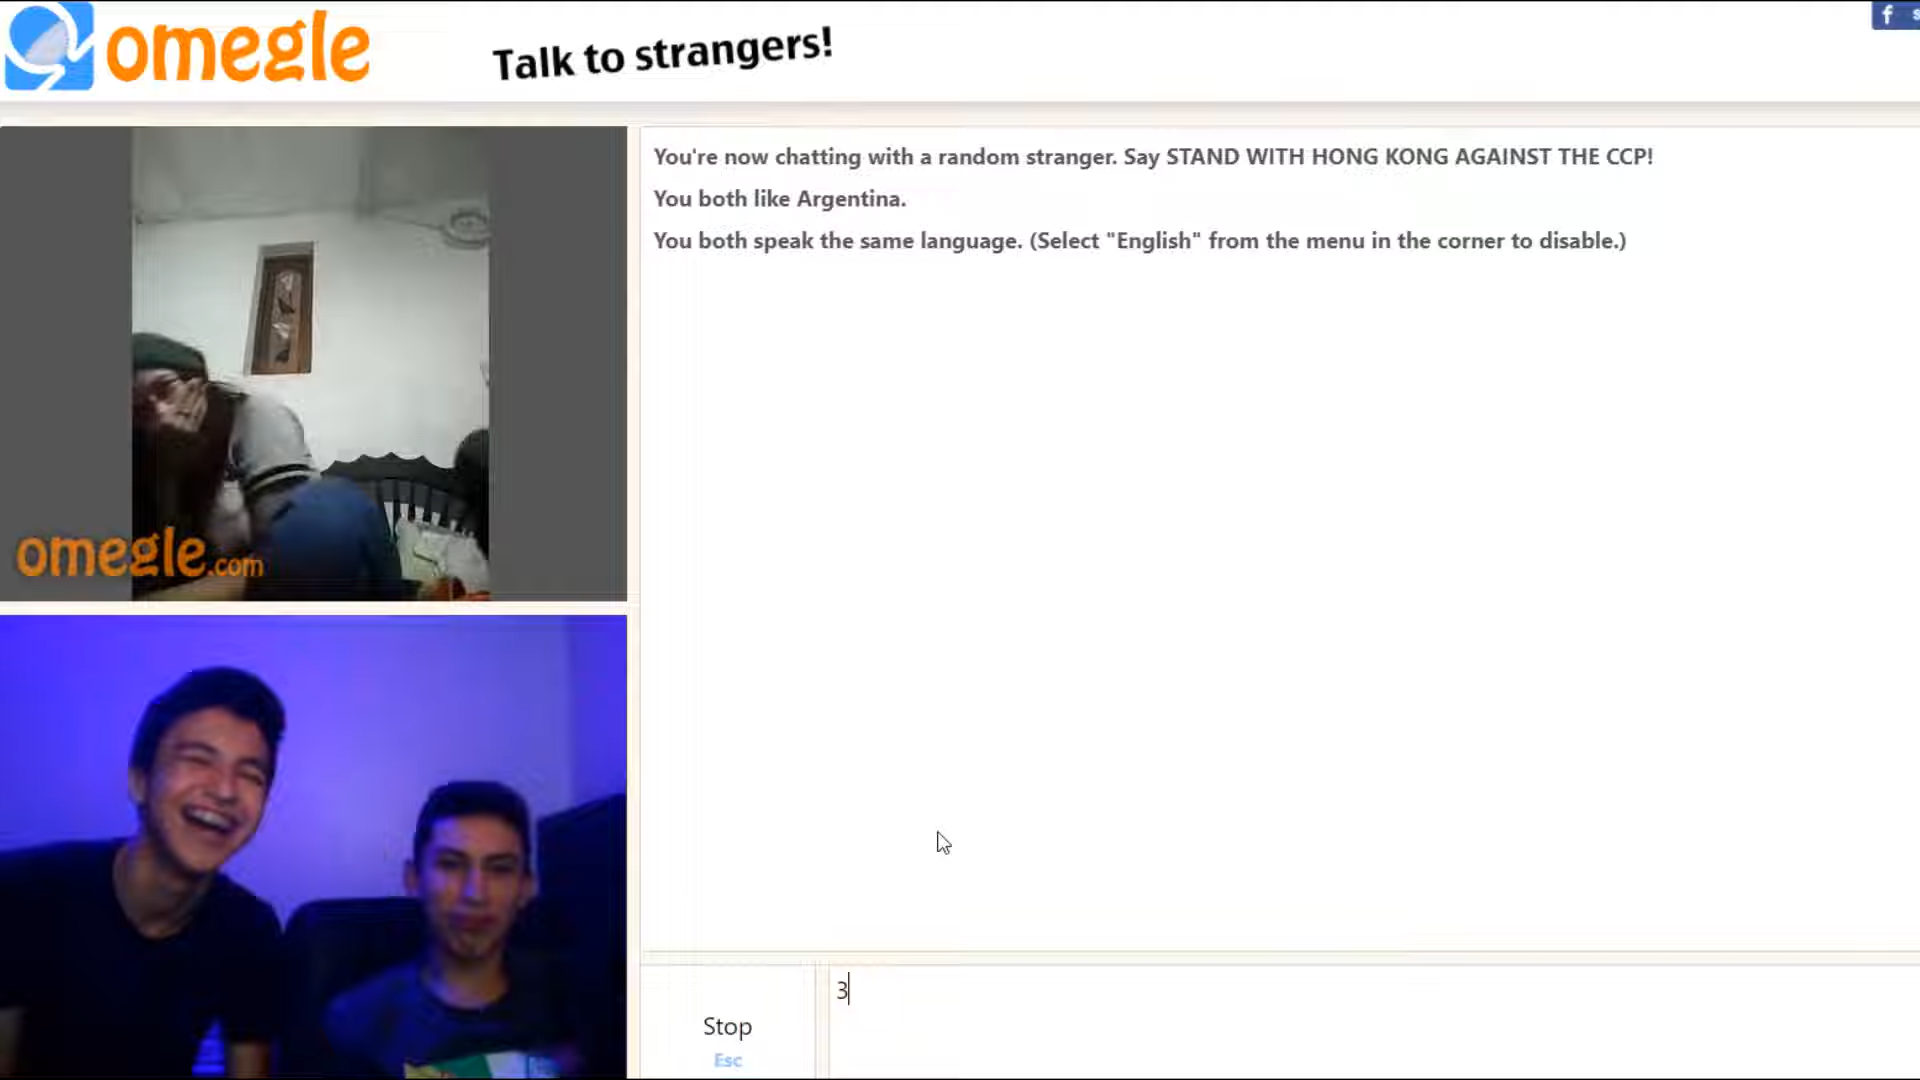 omegle
Talk to strangers!
f
You're now chatting with a random stranger. Say STAND WITH HONG KONG AGAINST THE CCP!
You both like Argentina.
You both speak the same language. (Select "English" from the menu in the corner to disable.)
omegle.com
3
Stop
Esc